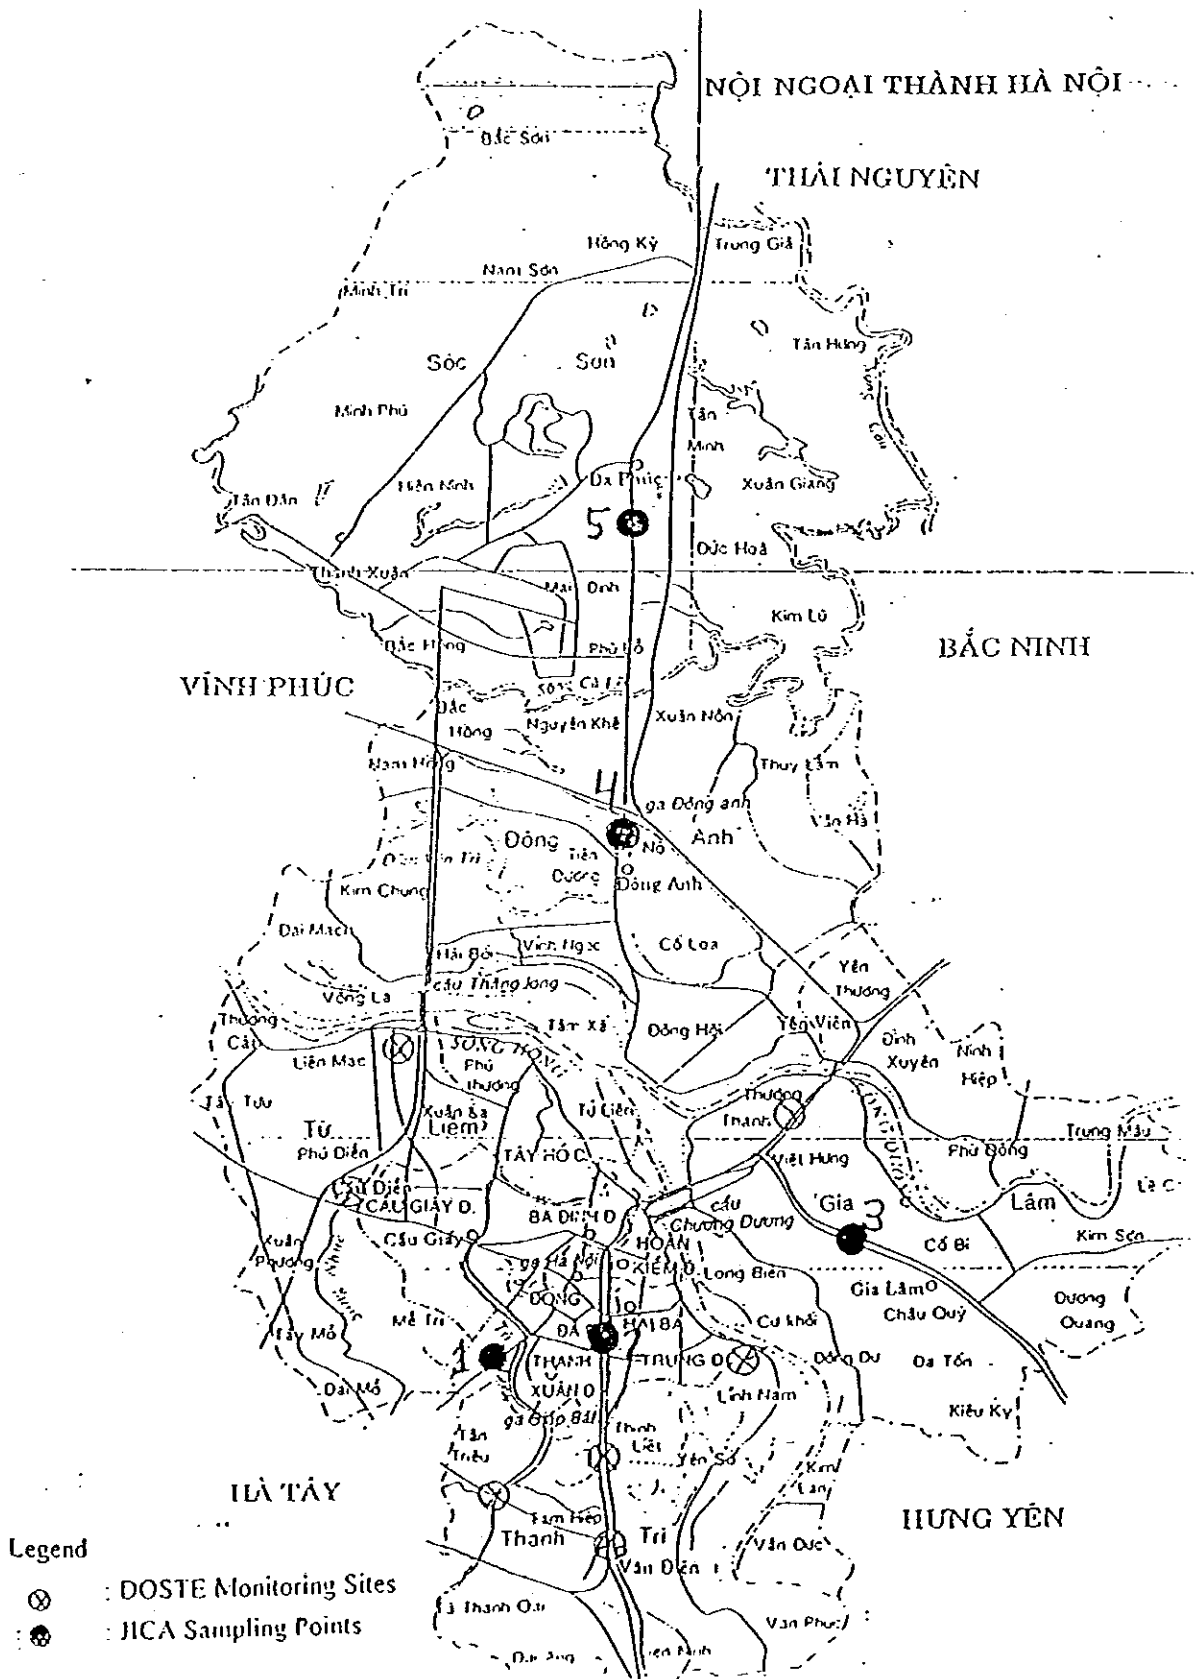 NỘI NGOẠI THÀNH HÀ NỘI
Bắc Sơn
THÁI NGUYÊN
Hồng Kỳ
Trung Giã
Nam Sơn
Minh Trí
Tân Hưng
Sóc Sơn
Minh Phú
Tân Minh
Hiền Ninh
Đa Phúc
Xuân Giang
Tân Dân
5
Đức Hoà
Thanh Xuân
Mai Đình
Kim Lũ
Bắc Hồng
Phù Lỗ
BẮC NINH
VĨNH PHÚC
Bắc Hồng
Nguyên Khê
Xuân Nộn
Nam Hồng
Thuỵ Lâm
4
ga Đông anh
Vân Hà
Đông Anh
Tiên Dương
Đông Anh
Kim Chung
Đại Mạch
Hải Bối
Vĩnh Ngọc
Cổ Loa
Yên Thường
Võng La
cầu Thăng long
Thượng Cát
Tầm Xá
Đông Hội
Yên Viên
Đình Xuyên
Ninh Hiệp
Liên Mạc
SÔNG HỒNG
Phú Thượng
Tây Tựu
Xuân La
Tứ Liên
Thượng Thanh
Từ Liêm
Trung Mầu
Phú Diễn
TÂY HỒ
Việt Hưng
Phù Đổng
Cầu Diễn
CẦU GIẤY D.
BA ĐÌNH D
cầu Chương Dương
Gia Lâm
3
Cầu Giấy
HOÀN KIẾM D.
Cổ Bi
Kim Sơn
Xuân Phương
ga Hà Nội
Long Biên
Gia Lâm
Châu Quỳ
Dương Quang
ĐỐNG ĐA
Mễ Trì
HAI BÀ TRUNG D
Cự khối
Tây Mỗ
1
THANH XUÂN D
Đông Dư
Đa Tốn
Đại Mỗ
Lĩnh Nam
Kiêu Kỵ
ga Giáp Bát
Tân Triều
Thịnh Liệt
Yên Sở
Kim Lan
HÀ TÂY
HƯNG YÊN
Tam Hiệp
Thanh Trì
Văn Điển
Văn Đức
Vạn Phúc
Legend
: DOSTE Monitoring Sites
: JICA Sampling Points